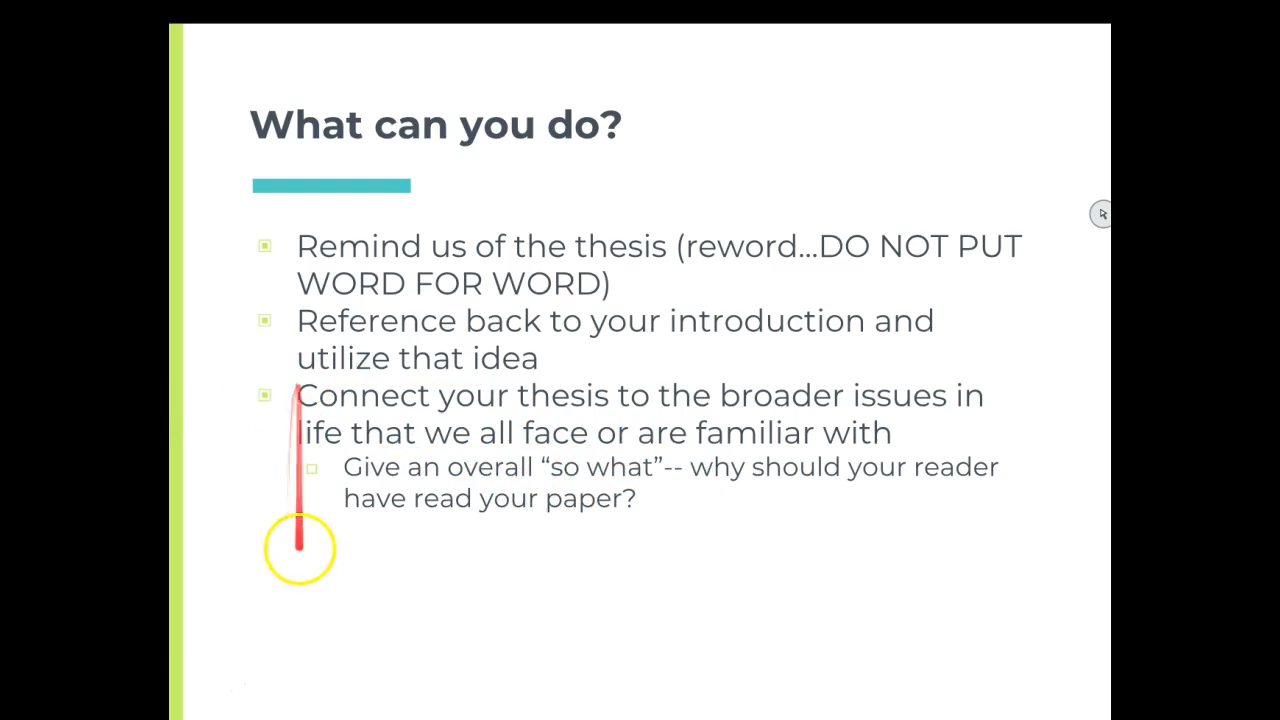 What can you do?
Remind us of the thesis (reword...DO NOT PUT
WORD FOR WORD)
Reference back to your introduction and
utilize that idea
Connect your thesis to the broader issues in
life that we all face or are familiar with
Give an overall “so what”-- why should your reader
have read your paper?